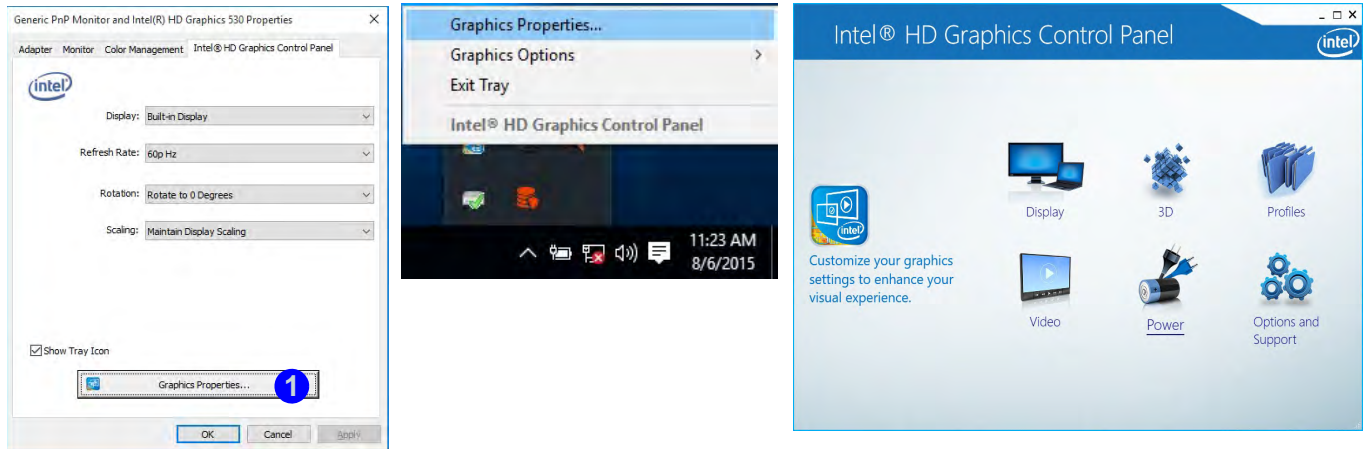 Generic PnP Monitor and Intel(R) HD Graphics 530 Properties
Adapter Monitor Color Management Intel® HD Graphics Control Panel
intel
Display: Built-in Display
Refresh Rate: 60p Hz
Rotation: Rotate to 0 Degrees
Scaling: Maintain Display Scaling
Show Tray Icon
Graphics Properties... 1
OK Cancel Apply
Graphics Properties...
Graphics Options
Exit Tray
Intel® HD Graphics Control Panel
11:23 AM
8/6/2015
Intel® HD Graphics Control Panel
intel
intel
Customize your graphics
settings to enhance your
visual experience.
Display 3D Profiles
Video Power Options and
Support